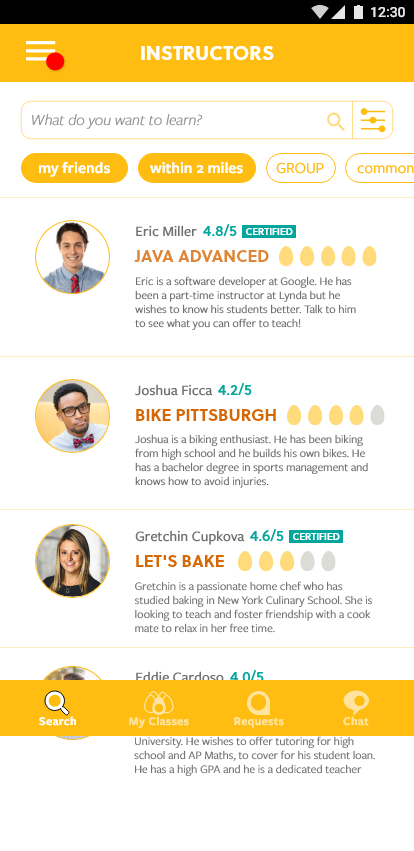 12:30
INSTRUCTORS
What do you want to learn?
my friends within 2 miles GROUP common
Eric Miller 4.8/5 CERTIFIED
JAVA ADVANCED
Eric is a software developer at Google. He has
been a part-time instructor at Lynda but he
wishes to know his students better. Talk to him
to see what you can offer to teach!
Joshua Ficca 4.2/5
BIKE PITTSBURGH
Joshua is a biking enthusiast. He has been biking
from high school and he builds his own bikes. He
has a bachelor degree in sports management and
knows how to avoid injuries.
Gretchin Cupkova 4.6/5 CERTIFIED
LET'S BAKE
Gretchin is a passionate home chef who has
studied baking in New York Culinary School. She is
looking to teach and foster friendship with a cook
mate to relax in her free time.
Eddie Cardoso 4.0/5
Search My Classes Requests Chat
University. He wishes to offer tutoring for high
school and AP Maths, to cover for his student loan.
He has a high GPA and he is a dedicated teacher